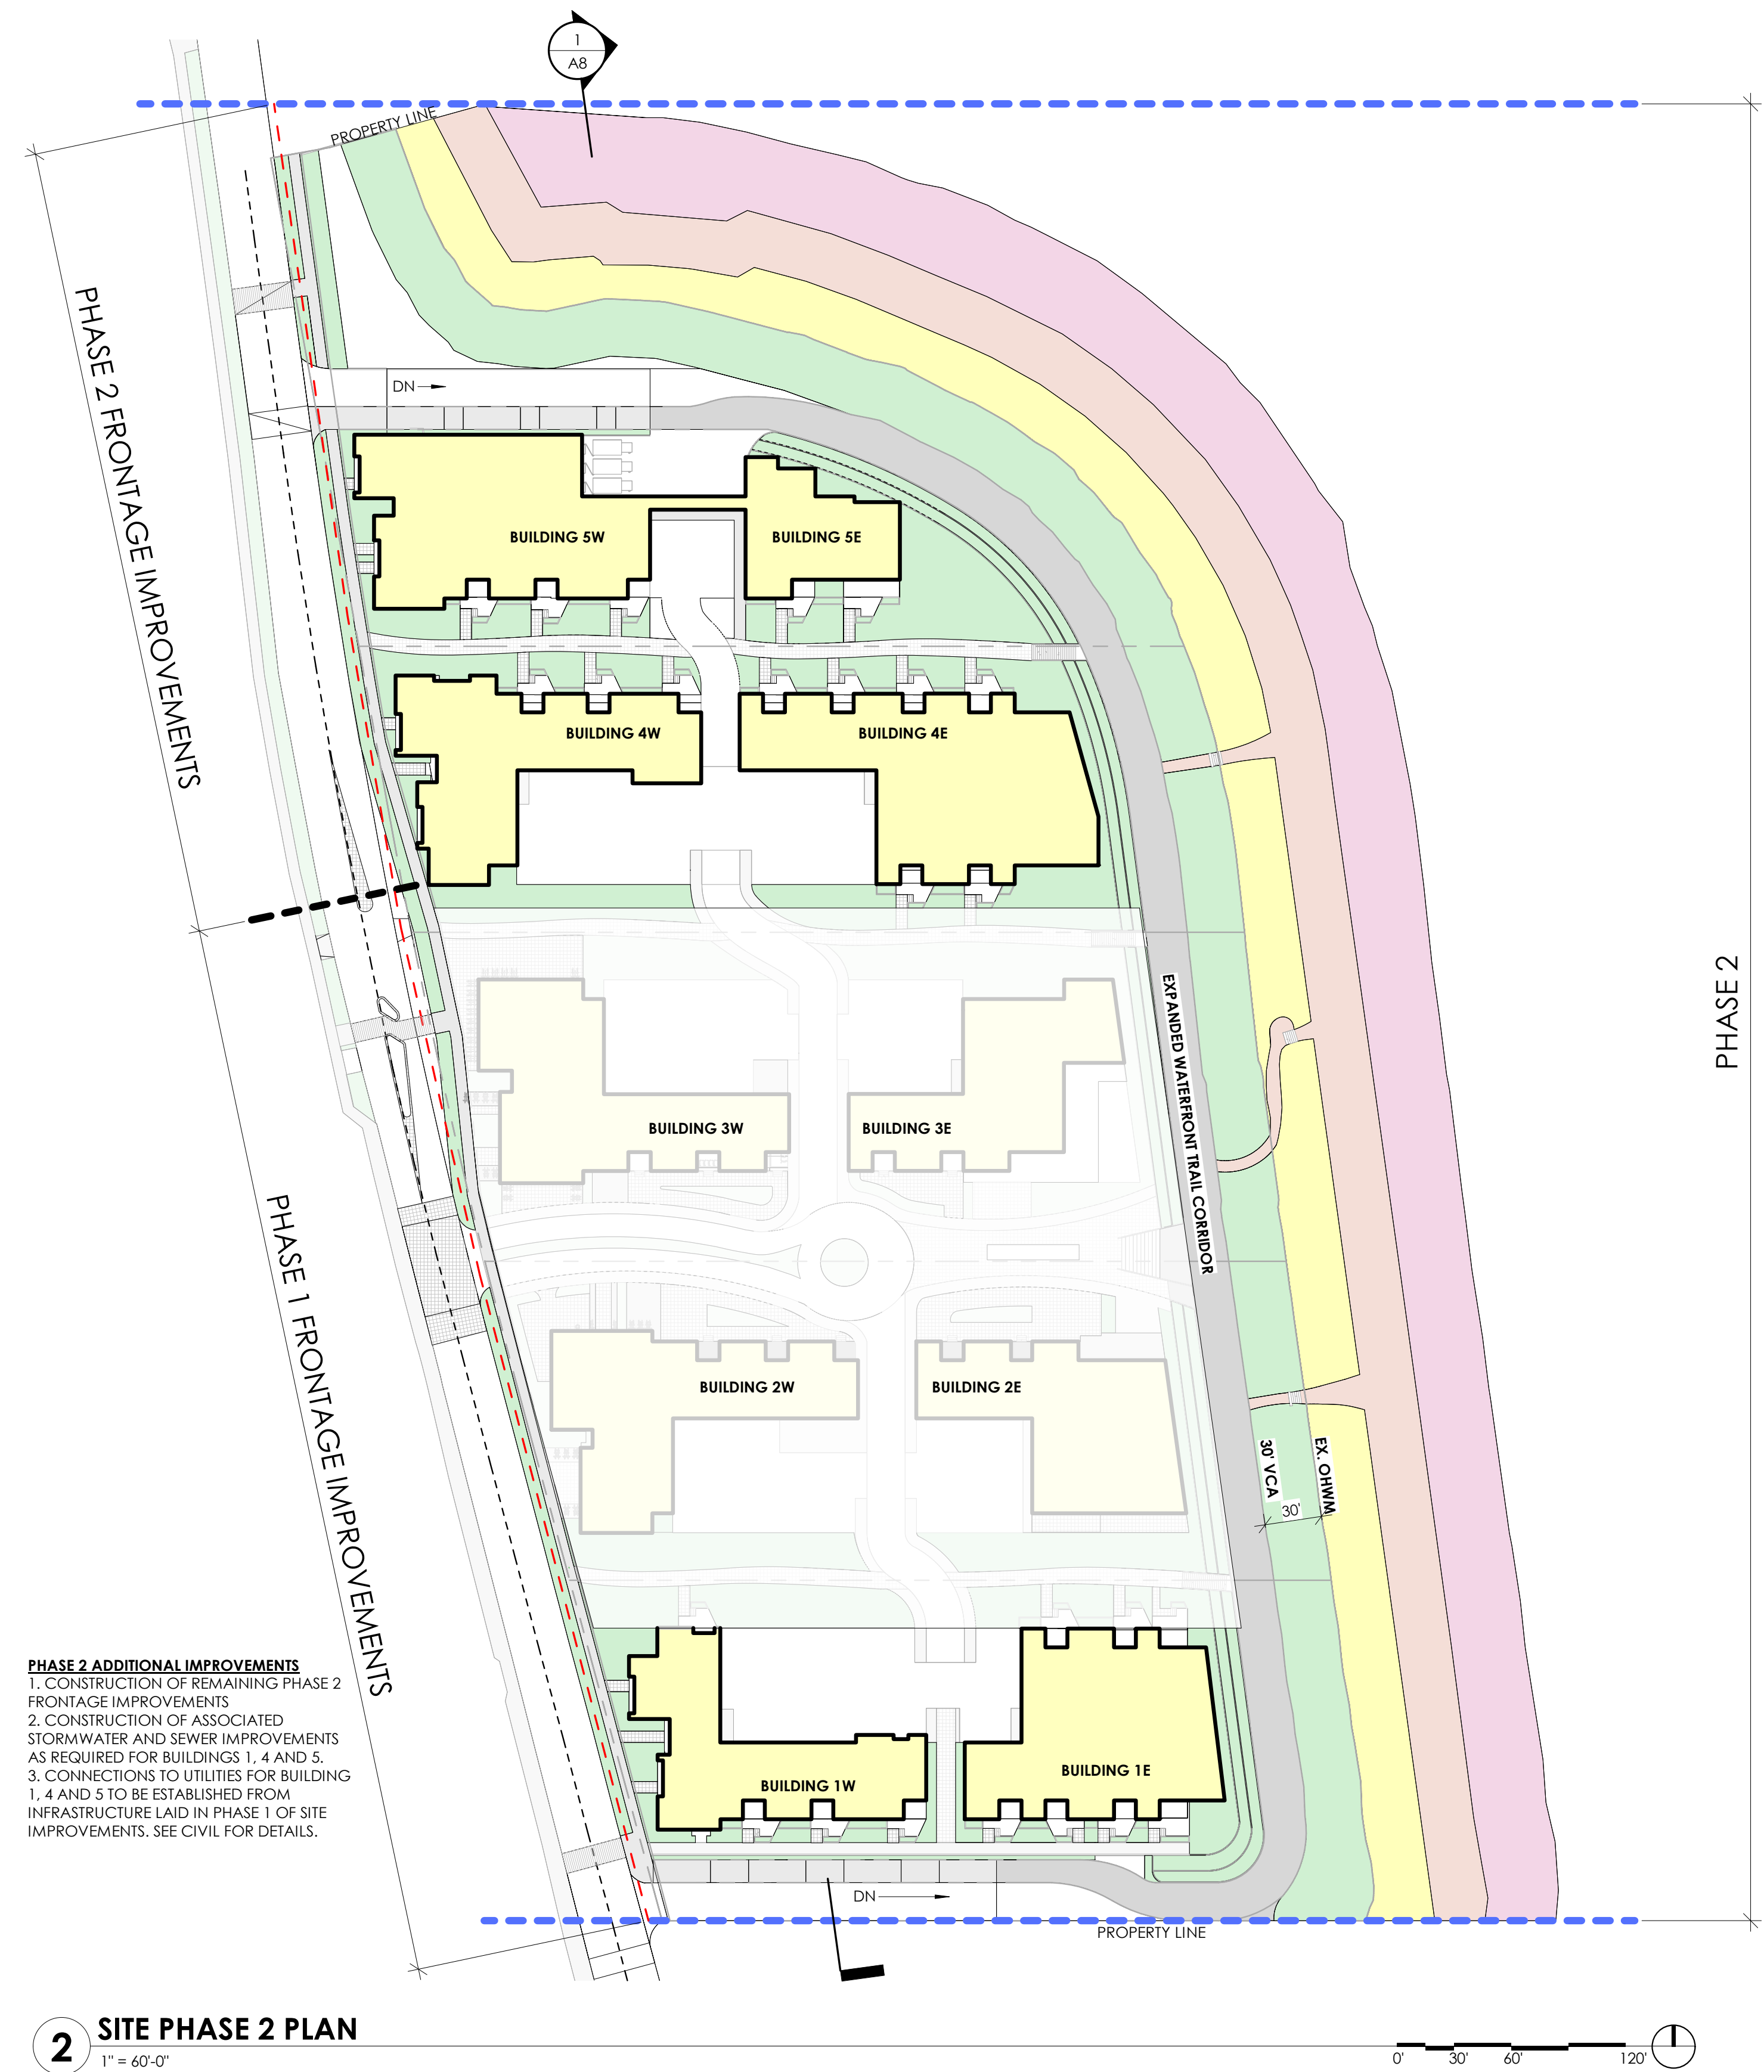 1
A8
PROPERTY LINE
PHASE 2 FRONTAGE IMPROVEMENTS
DN
BUILDING 5W
BUILDING 5E
BUILDING 4W
BUILDING 4E
PHASE 2
EXPANDED WATERFRONT TRAIL CORRIDOR
BUILDING 3W
BUILDING 3E
PHASE 1 FRONTAGE IMPROVEMENTS
BUILDING 2W
BUILDING 2E
30' VCA
EX. OHWM
30'
PHASE 2 ADDITIONAL IMPROVEMENTS
1. CONSTRUCTION OF REMAINING PHASE 2
FRONTAGE IMPROVEMENTS
2. CONSTRUCTION OF ASSOCIATED
STORMWATER AND SEWER IMPROVEMENTS
AS REQUIRED FOR BUILDINGS 1, 4 AND 5.
3. CONNECTIONS TO UTILITIES FOR BUILDING
1, 4 AND 5 TO BE ESTABLISHED FROM
INFRASTRUCTURE LAID IN PHASE 1 OF SITE
IMPROVEMENTS. SEE CIVIL FOR DETAILS.
BUILDING 1W
BUILDING 1E
DN
PROPERTY LINE
2
SITE PHASE 2 PLAN
1" = 60'-0"
0' 30' 60' 120'